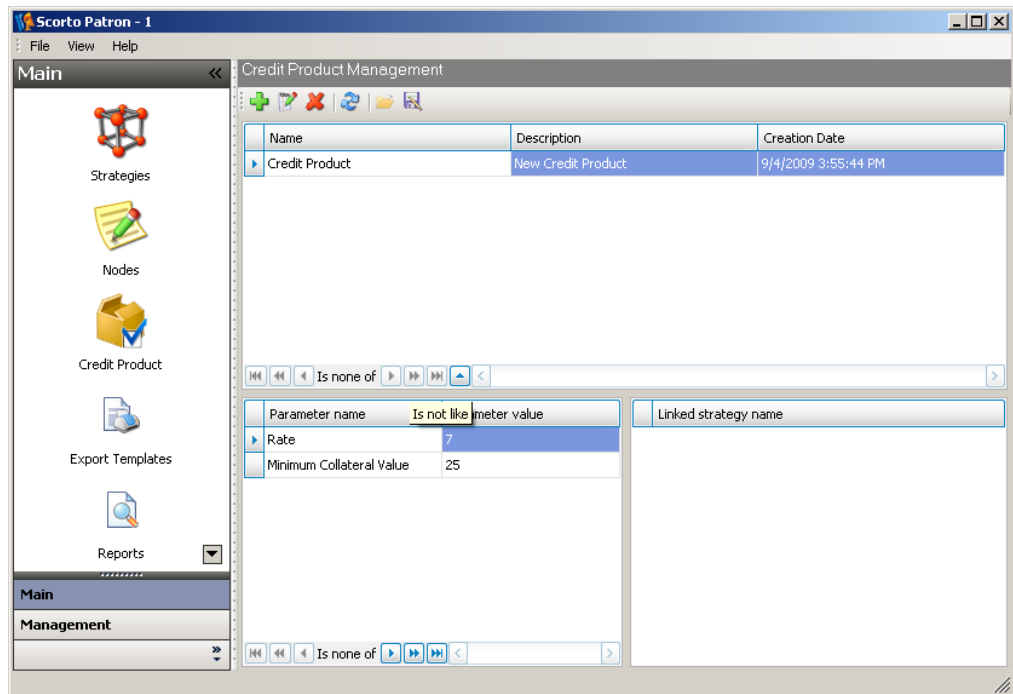 Scorto Patron - 1
File View Help
Main
Strategies
Nodes
Credit Product
Export Templates
Reports
Main
Management
Credit Product Management
Name Description Creation Date
Credit Product New Credit Product 9/4/2009 3:55:44 PM
Is none of
Is not like
Parameter name imeter value
Rate 7
Minimum Collateral Value 25
Is none of
Linked strategy name